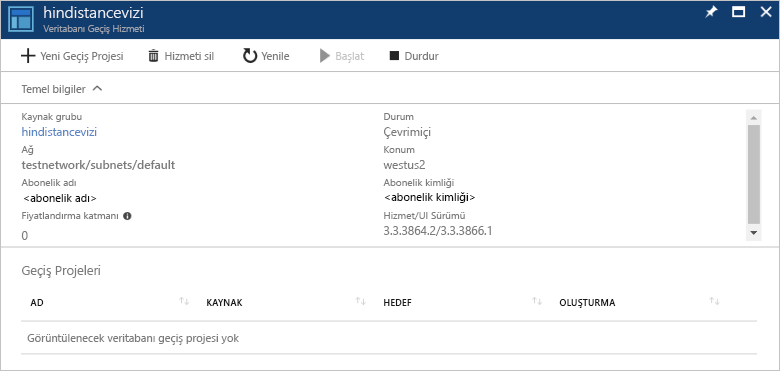 hindistancevizi
Veritabanı Geçiş Hizmeti
Yeni Geçiş Projesi Hizmeti sil Yenile Başlat Durdur
Temel bilgiler
Kaynak grubu
hindistancevizi
Ağ
testnetwork/subnets/default
Abonelik adı
<abonelik adı>
Fiyatlandırma katmanı
0
Durum
Çevrimiçi
Konum
westus2
Abonelik kimliği
<abonelik kimliği>
Hizmet/UI Sürümü
3.3.3864.2/3.3.3866.1
Geçiş Projeleri
AD KAYNAK HEDEF OLUŞTURMA
Görüntülenecek veritabanı geçiş projesi yok